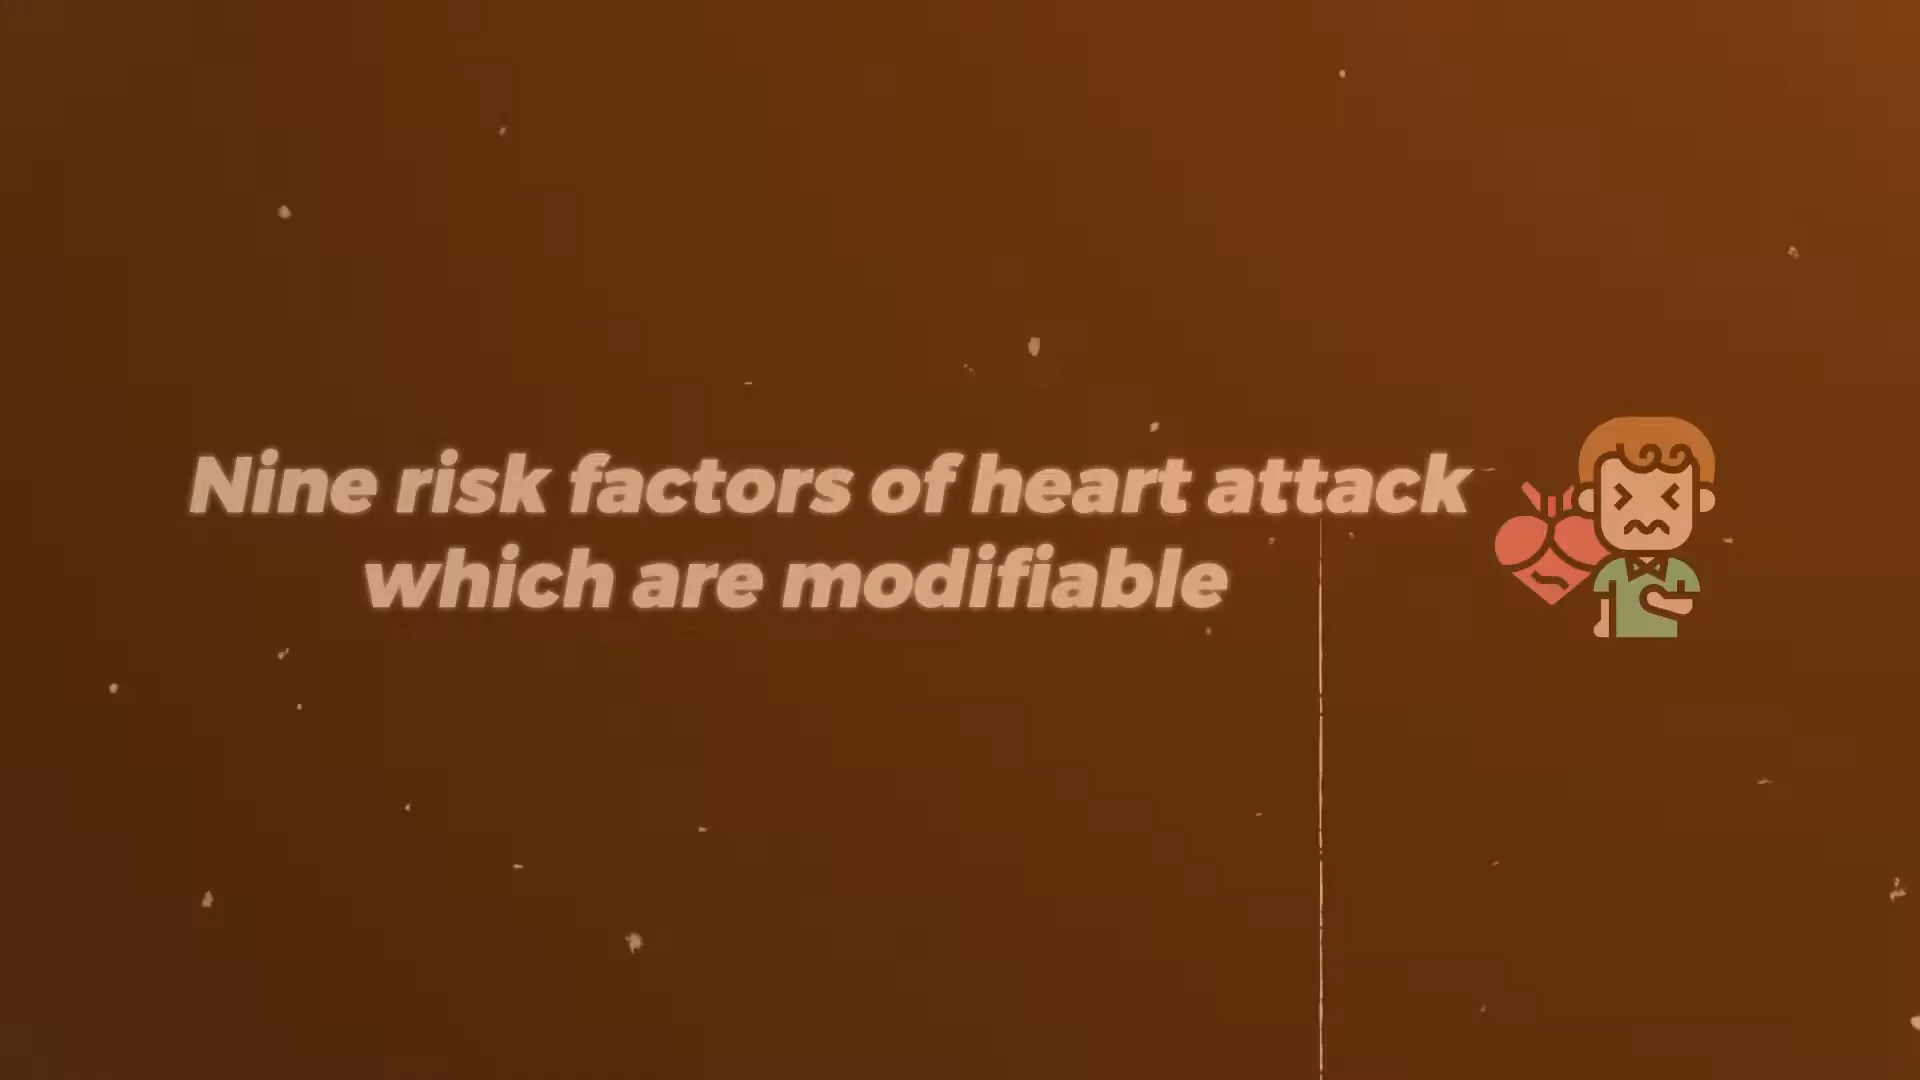 Nine risk factors of heart attack
which are modifiable